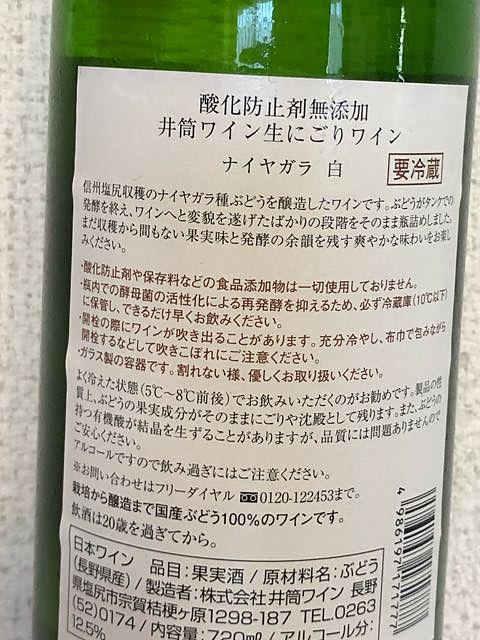 酸化防止剤無添加
井筒ワイン生にごりワイン
ナイヤガラ 白
要冷蔵
信州塩尻収穫のナイヤガラ種ぶどうを醸造したワインです。ぶどうがタンクでの
発酵を終え、ワインへと変貌を遂げたばかりの段階をそのまま瓶詰めしました。
まだ収穫から間もない果実味と発酵の余韻を残す爽やかな味わいをお楽し
みください。
・酸化防止剤や保存料などの食品添加物は一切使用しておりません。
・瓶内での酵母菌の活性化による再発酵を抑えるため、必ず冷蔵庫(10℃以下)
に保管し、できるだけ早くお飲みください。
・開栓の際にワインが吹き出ることがあります。充分冷やし、布巾で包みながら
開栓するなどして吹きこぼれにご注意ください。
・ガラス製の容器です。割れない様、優しくお取り扱いください。
よく冷えた状態(5℃〜8℃前後)でお飲みいただくのがお勧めです。製品の性
質上、ぶどうの果実成分がそのままにごりや沈殿として残ります。また、ぶどうの
持つ有機酸が結晶を生ずることがありますが、品質には問題ありませんので
ご安心ください。
アルコールですので飲み過ぎにはご注意ください。
※お問い合わせはフリーダイヤル 0120-122453まで。
栽培から醸造まで国産ぶどう100%のワインです。
飲酒は20歳を過ぎてから。
日本ワイン 品目:果実酒/原材料名:ぶどう
(長野県産)/製造者:株式会社 井筒ワイン 長野
県塩尻市宗賀桔梗ヶ原1298-187 TEL.0263
(52)0174/内容量:720mℓ/アルコール分:
12.5%
4 986197 171777